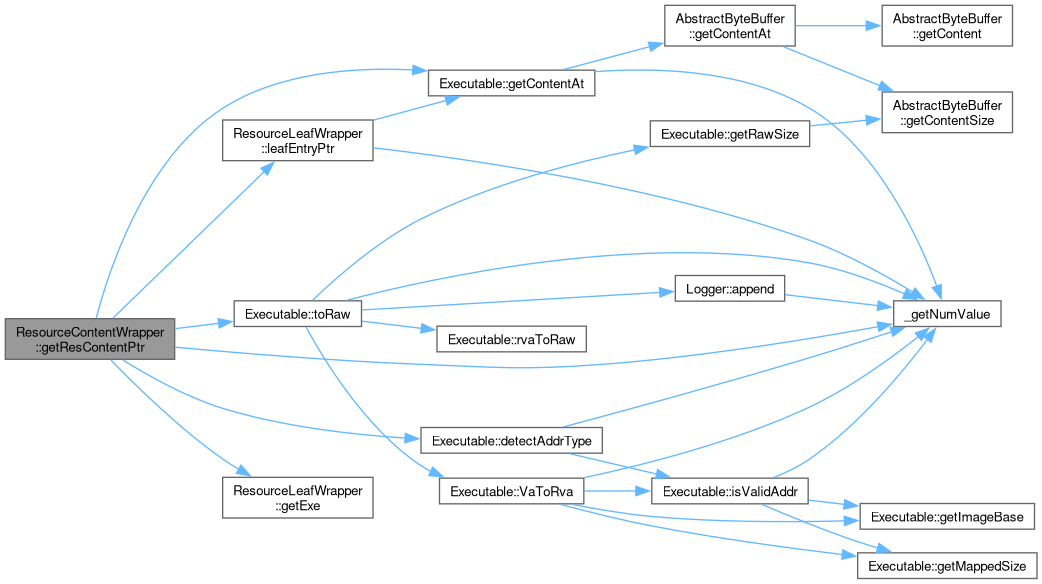 AbstractByteBuffer
::getContentAt
AbstractByteBuffer
::getContent
Executable::getContentAt
AbstractByteBuffer
::getContentSize
ResourceLeafWrapper
::leafEntryPtr
Executable::getRawSize
Logger::append
Executable::toRaw
_getNumValue
ResourceContentWrapper
::getResContentPtr
Executable::rvaToRaw
Executable::detectAddrType
ResourceLeafWrapper
::getExe
Executable::VaToRva
Executable::isValidAddr
Executable::getImageBase
Executable::getMappedSize